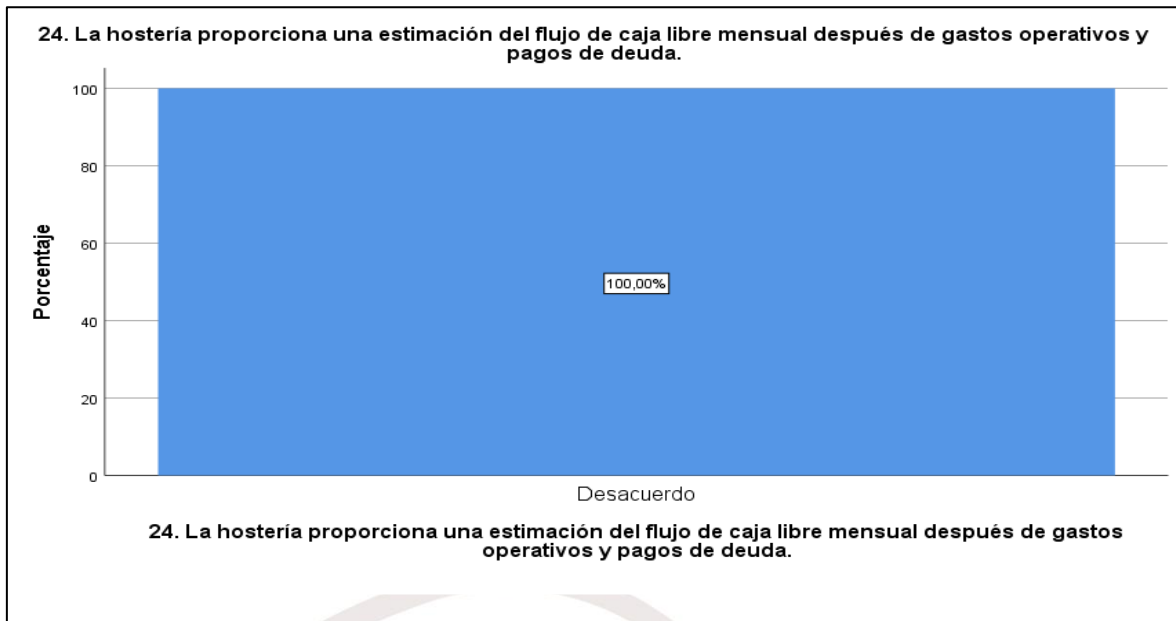 24. La hostería proporciona una estimación del flujo de caja libre mensual después de gastos operativos y
pagos de deuda.
100
80
60
40
20
0
Porcentaje
100,00%
Desacuerdo
24. La hostería proporciona una estimación del flujo de caja libre mensual después de gastos
operativos y pagos de deuda.